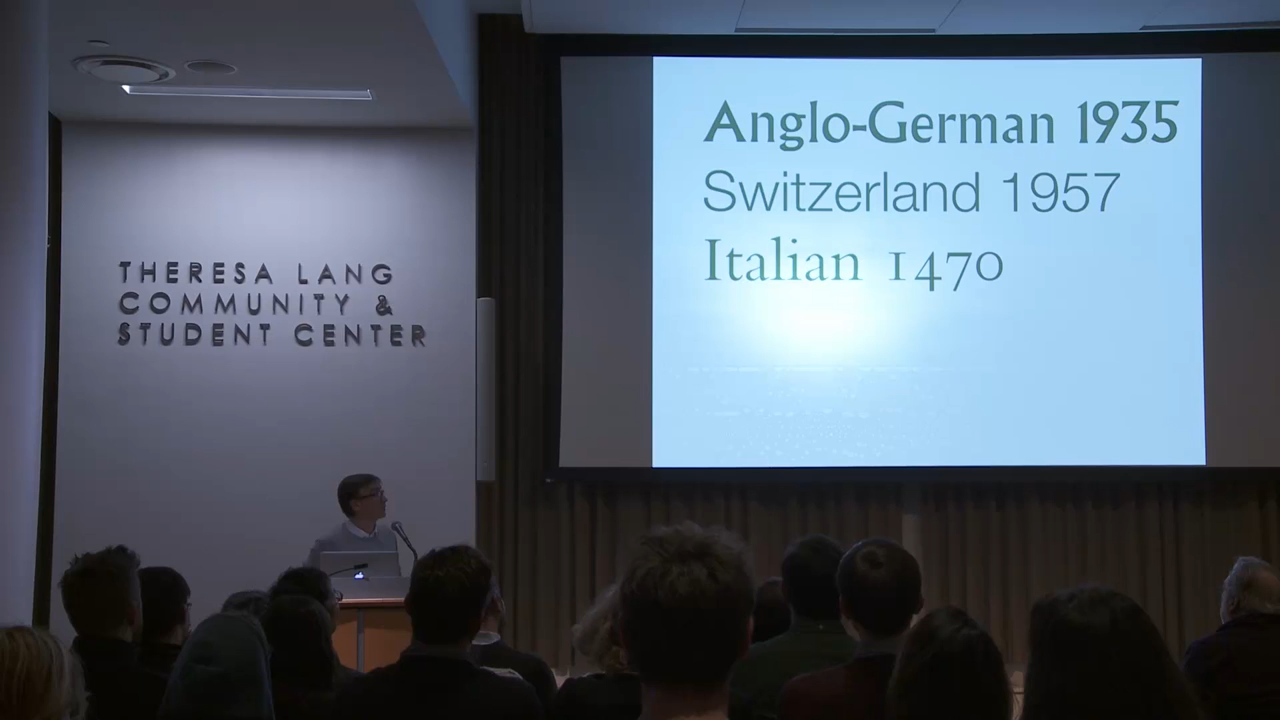 THERESA LANG
COMMUNITY &
STUDENT CENTER
Anglo-German 1935
Switzerland 1957
Italian 1470